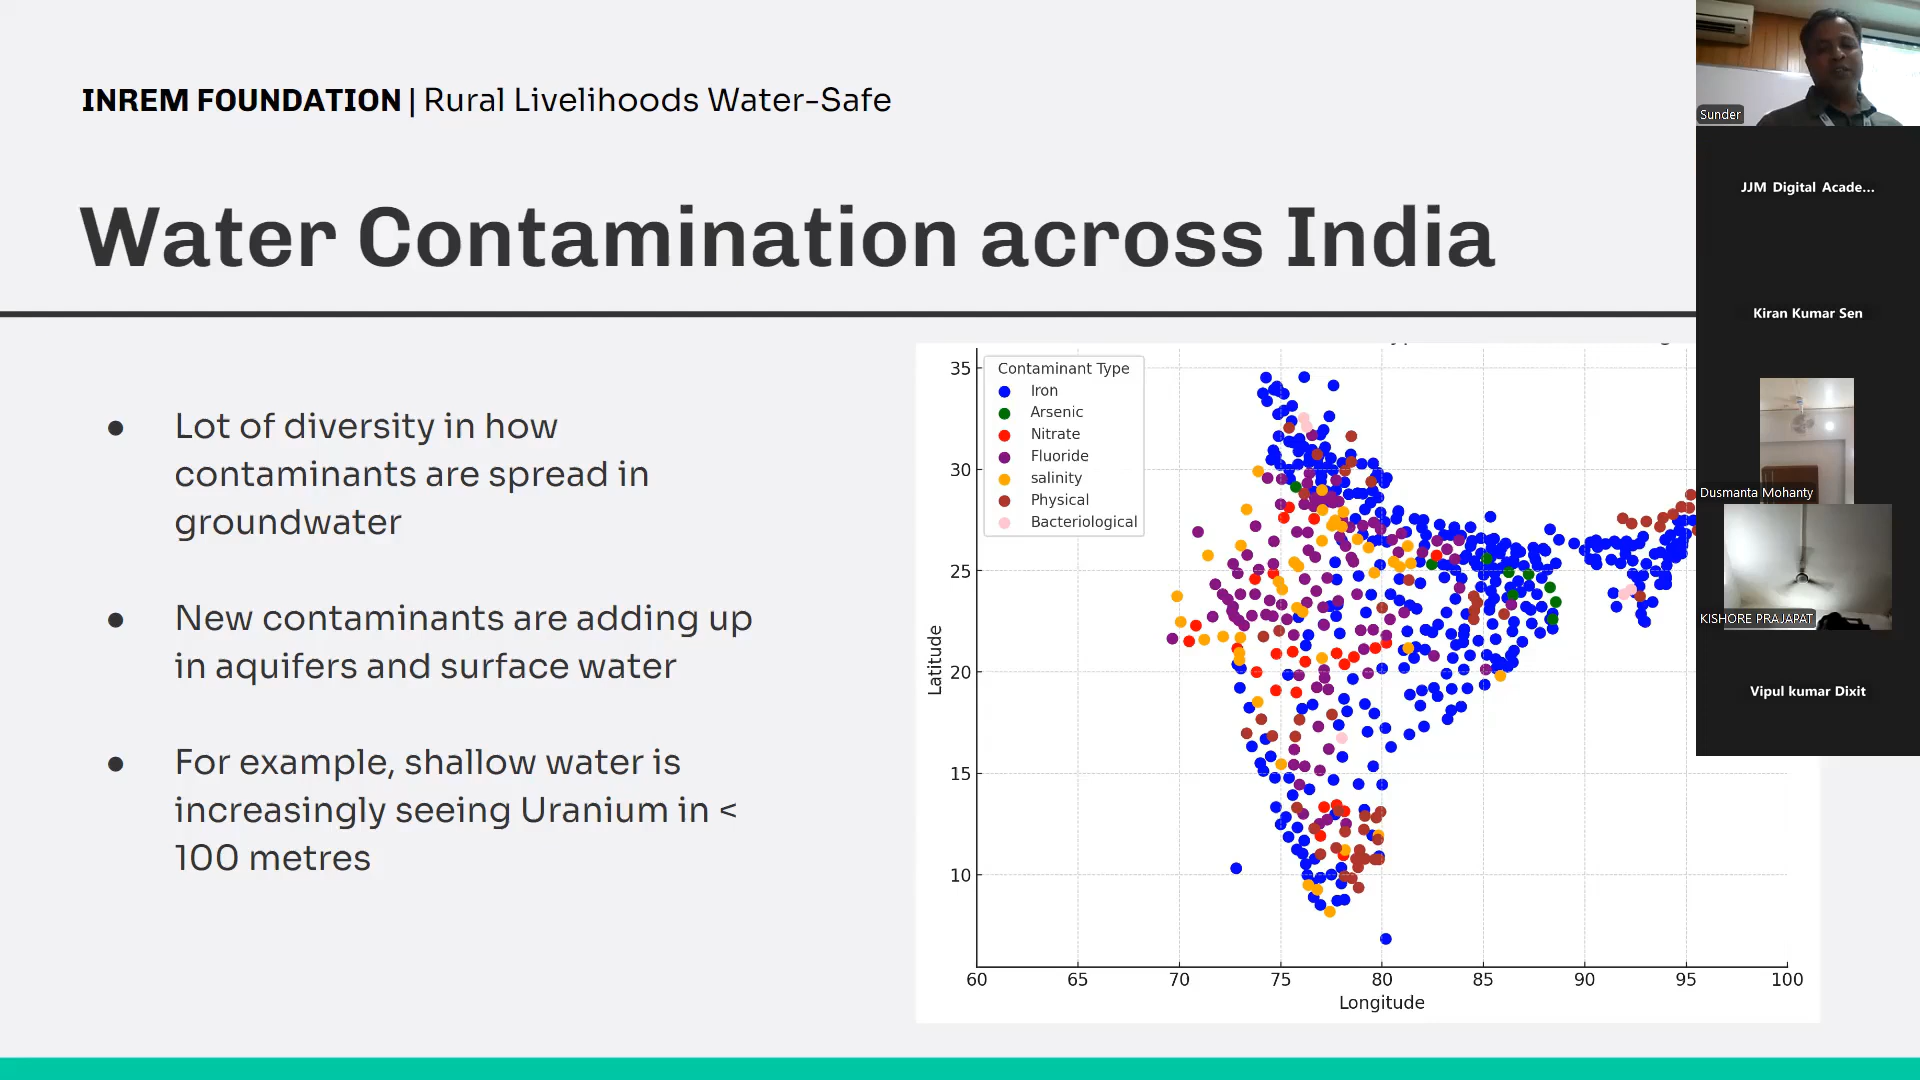 INREM FOUNDATION | Rural Livelihoods Water-Safe
Water Contamination across India
● Lot of diversity in how
contaminants are spread in
groundwater
● New contaminants are adding up
in aquifers and surface water
● For example, shallow water is
increasingly seeing Uranium in <
100 metres
Contaminant Type
Iron
Arsenic
Nitrate
Fluoride
salinity
Physical
Bacteriological
Latitude
35
30
25
20
15
10
60 65 70 75 80 85 90 95 100
Longitude
Sunder
JJM Digital Acade...
Kiran Kumar Sen
Dusmanta Mohanty
KISHORE PRAJAPAT
Vipul kumar Dixit